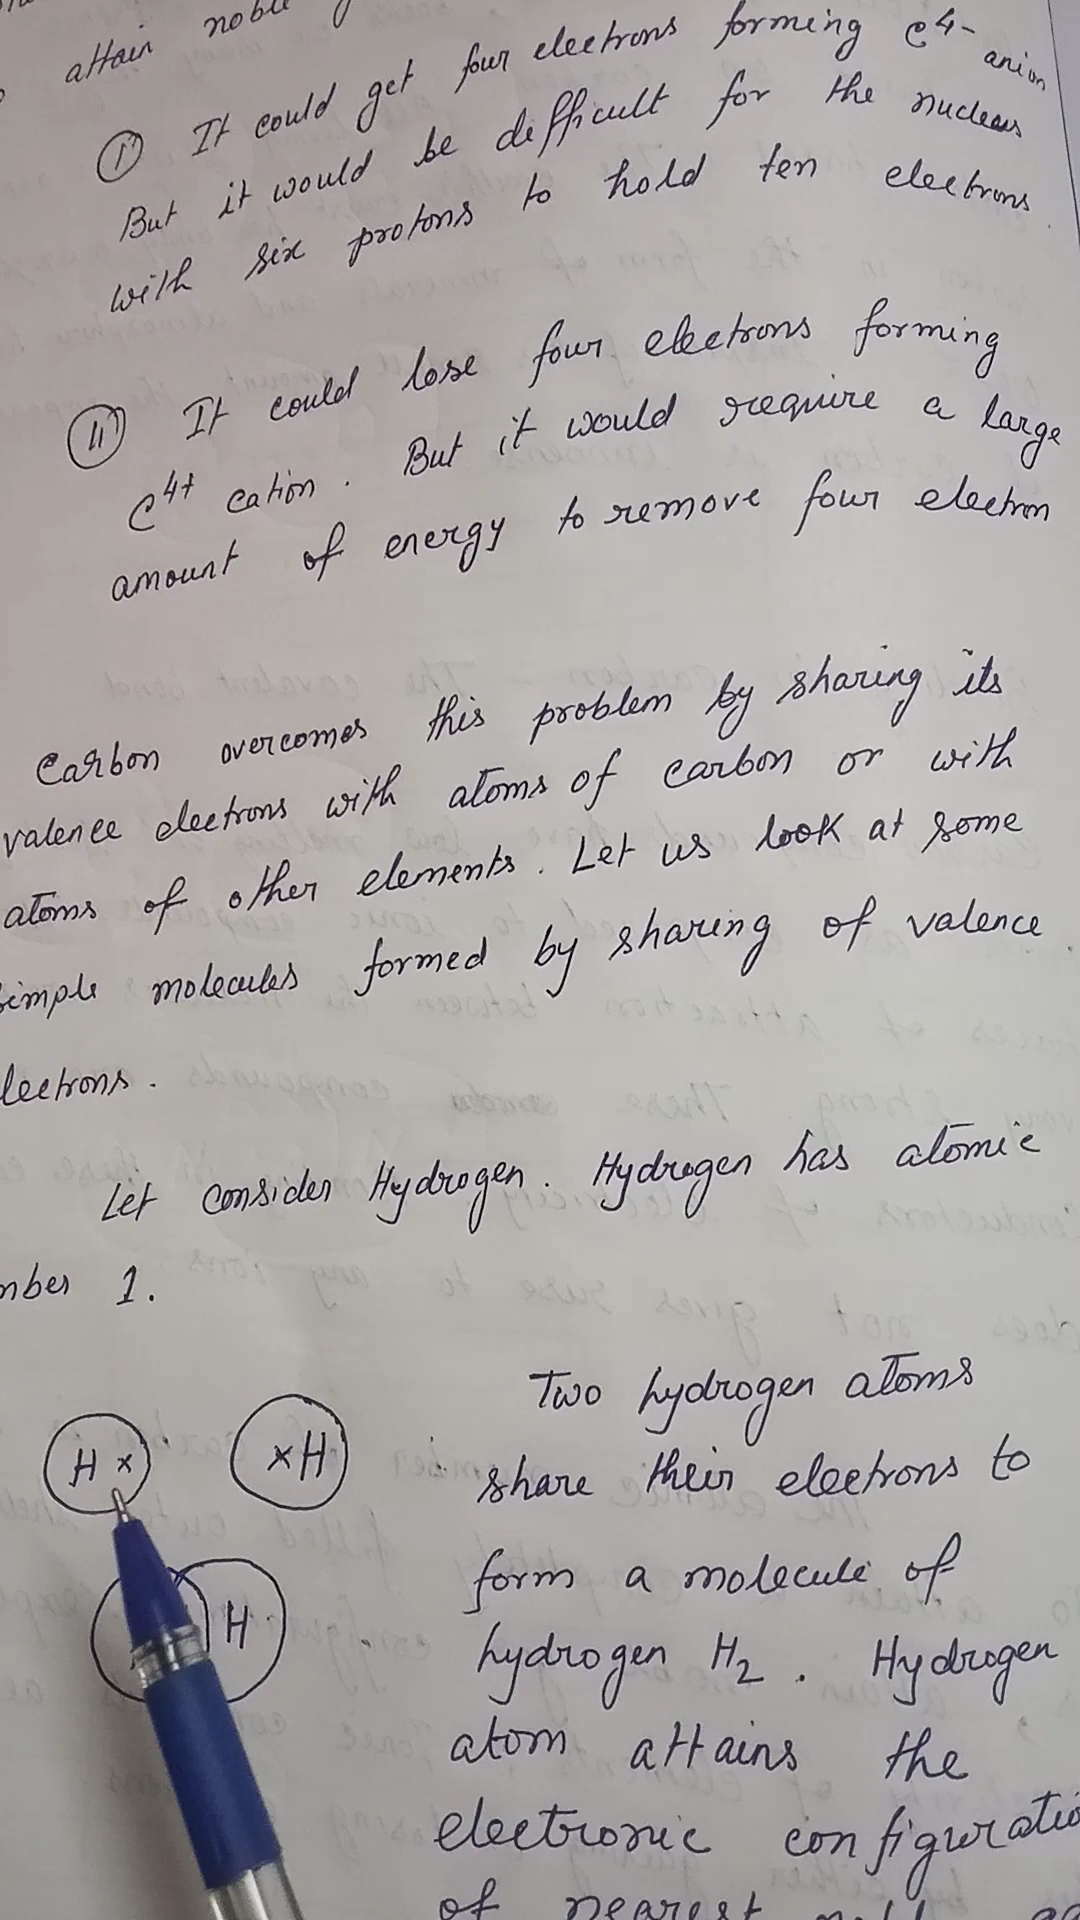 attain noble
(i) It could get four electrons forming C4- anion
But it would be difficult for the nucleus
with six protons to hold ten electrons.
(ii) It could lose four electrons forming
C4+ cation. But it would require a large
amount of energy to remove four electron
Carbon overcomes this problem by sharing its
valence electrons with atoms of carbon or with
atoms of other elements. Let us look at some
simple molecules formed by sharing of valence
lectrons.
Let consider Hydrogen. Hydrogen has atomic
mber 1.
H x
x H
H
Two hydrogen atoms
share their electrons to
form a molecule of
hydrogen H2. Hydrogen
atom attains the
electronic configuratio
of nearest